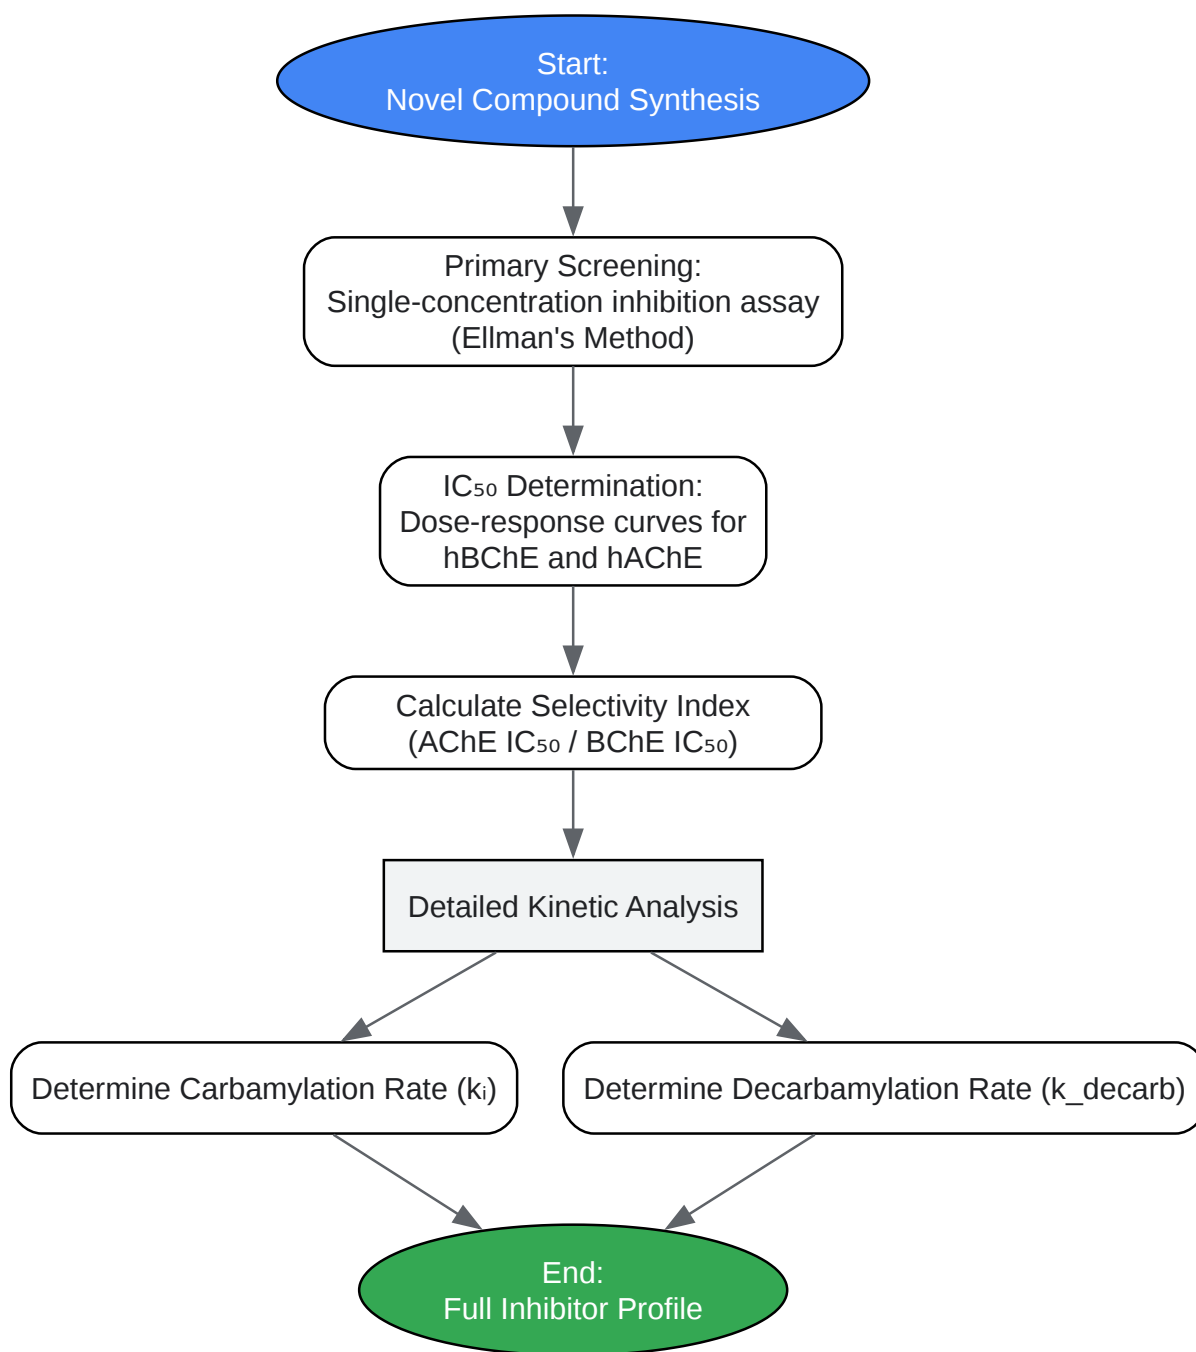 Start:
Novel Compound Synthesis
Primary Screening:
Single-concentration inhibition assay
(Ellman's Method)
IC₅₀ Determination:
Dose-response curves for
hBChE and hAChE
Calculate Selectivity Index
(AChE IC₅₀ / BChE IC₅₀)
Detailed Kinetic Analysis
Determine Carbamylation Rate (kᵢ)
Determine Decarbamylation Rate (k_decarb)
End:
Full Inhibitor Profile